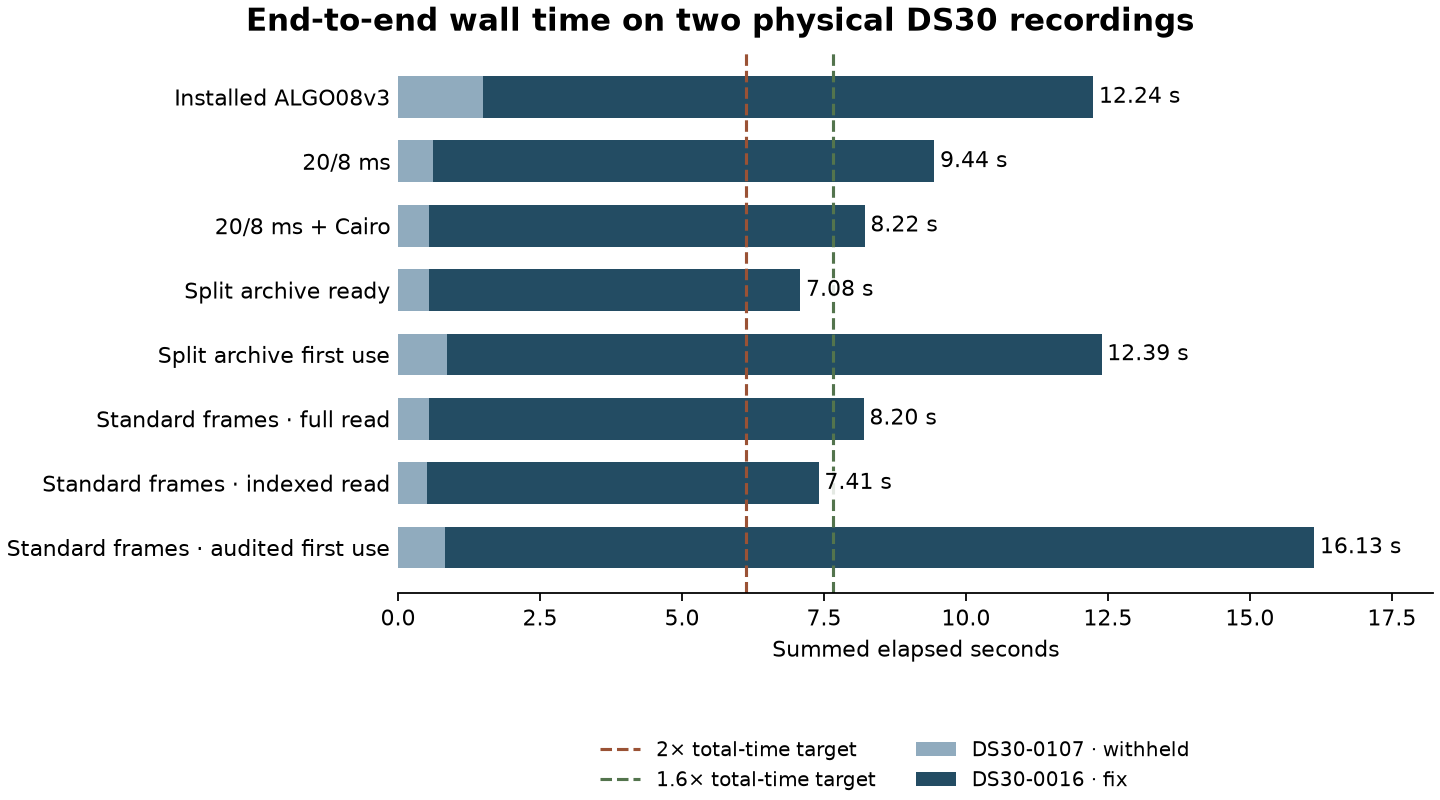 End-to-end wall time on two physical DS30 recordings
Installed ALGO08v3
12.24 s
20/8 ms
9.44 s
20/8 ms + Cairo
8.22 s
Split archive ready
7.08 s
Split archive first use
12.39 s
Standard frames · full read
8.20 s
Standard frames · indexed read
7.41 s
Standard frames · audited first use
16.13 s
0.0 2.5 5.0 7.5 10.0 12.5 15.0 17.5
Summed elapsed seconds
2× total-time target
1.6× total-time target
DS30-0107 · withheld
DS30-0016 · fix